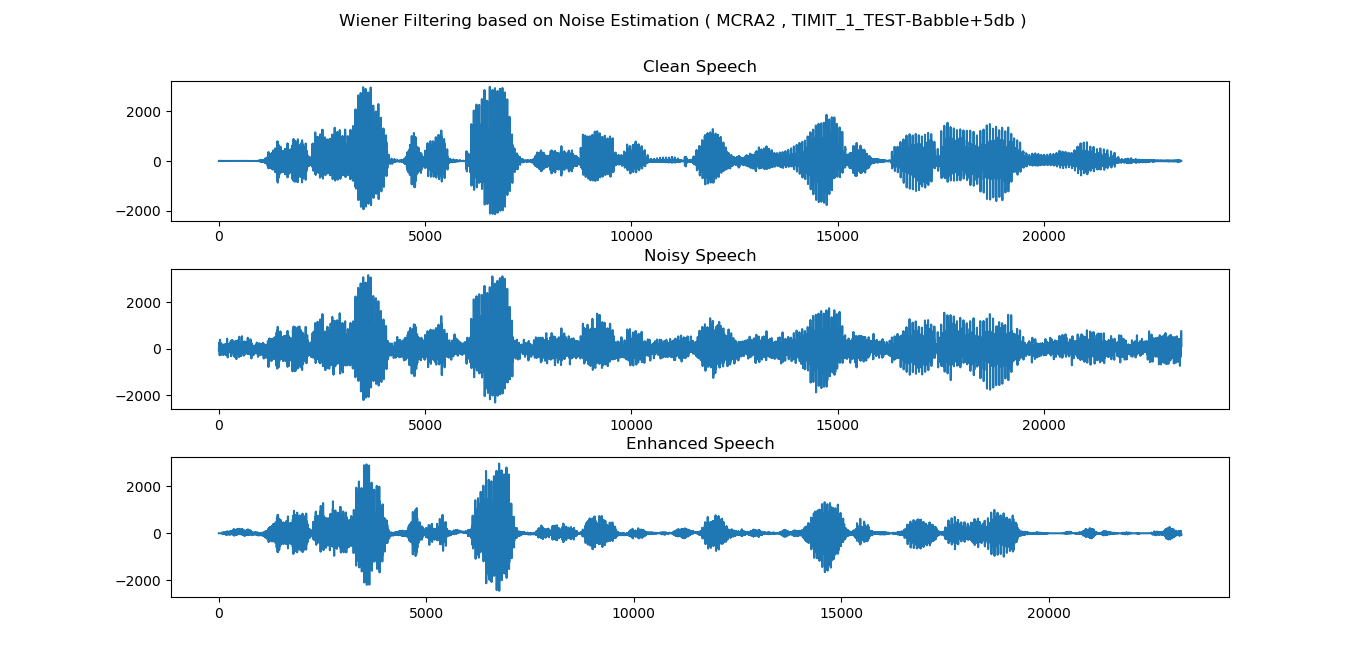 Wiener Filtering based on Noise Estimation ( MCRA2 , TIMIT_1_TEST-Babble+5db )
Clean Speech
2000
0
−2000
0 5000 10000 15000 20000
Noisy Speech
2000
0
−2000
0 5000 10000 15000 20000
Enhanced Speech
2000
0
−2000
0 5000 10000 15000 20000